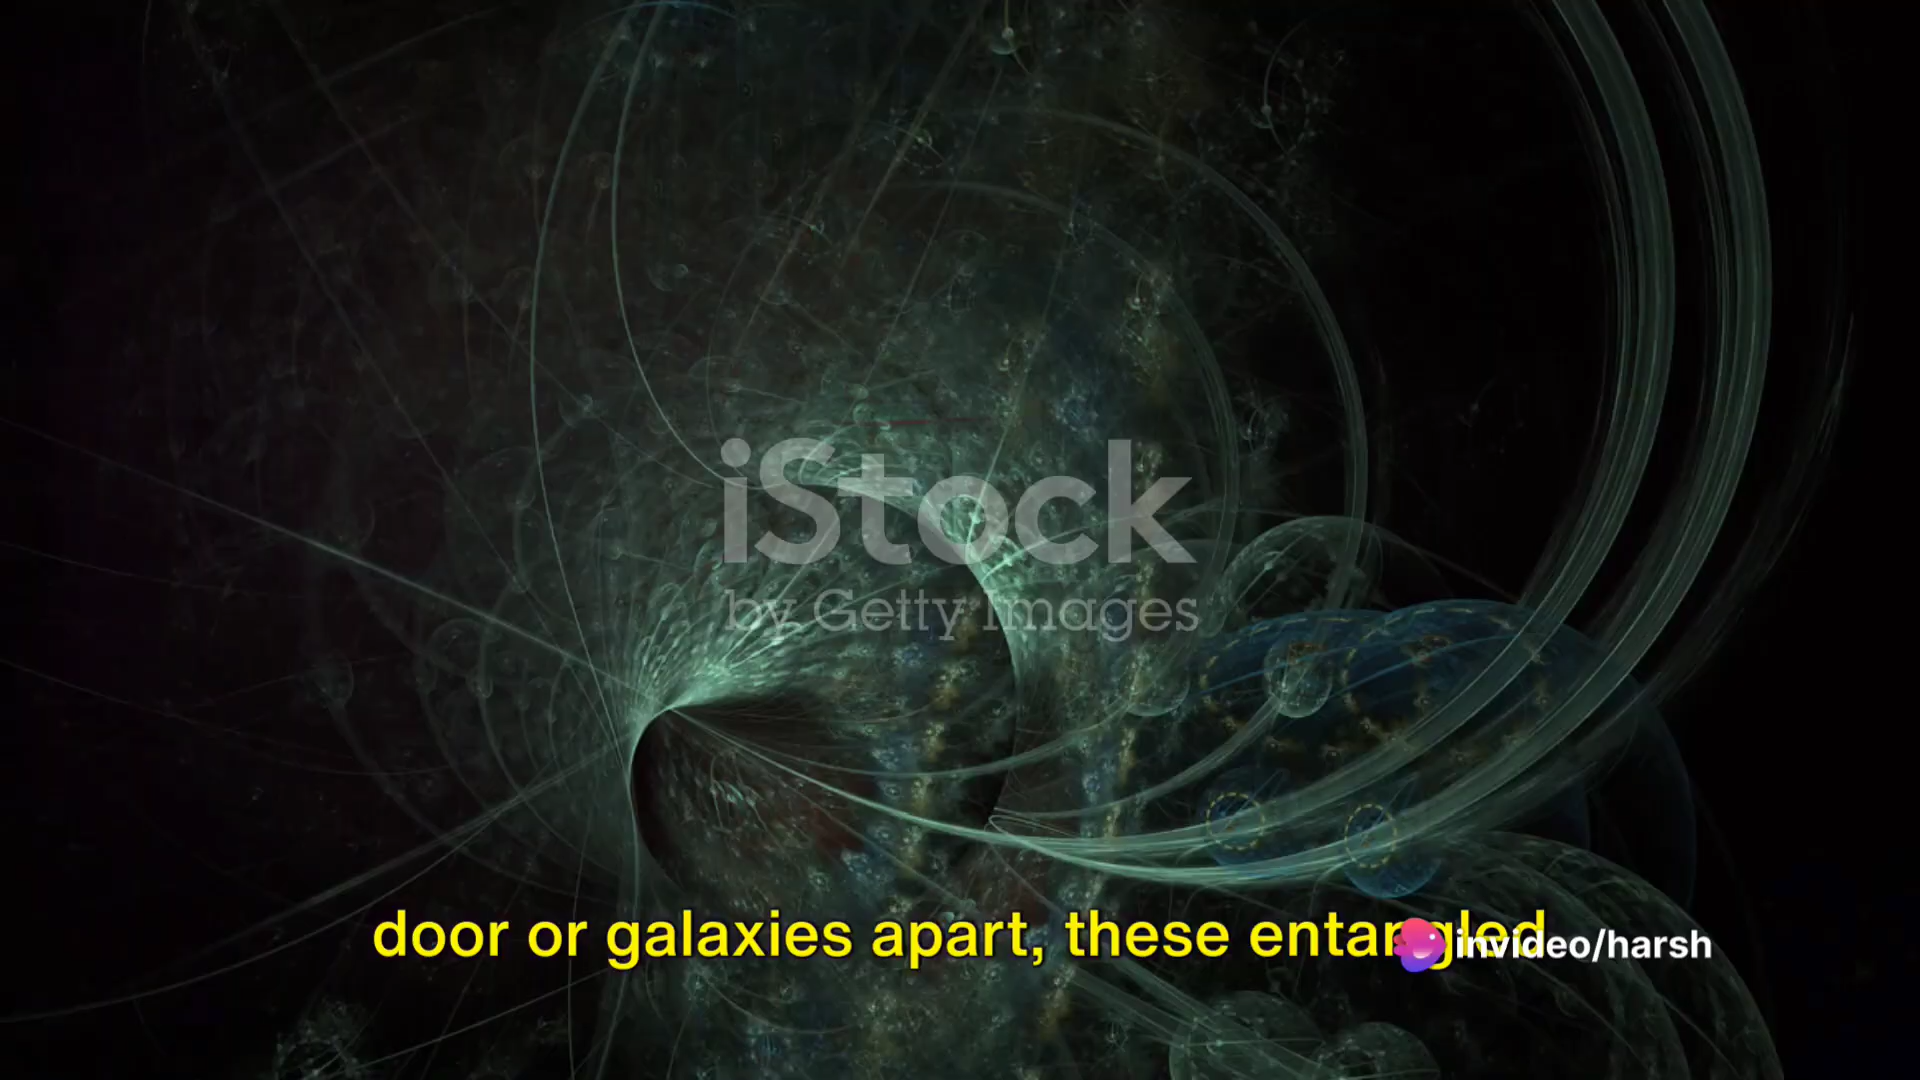 iStock
by Getty Images
door or galaxies apart, these entangled
invideo/harsh